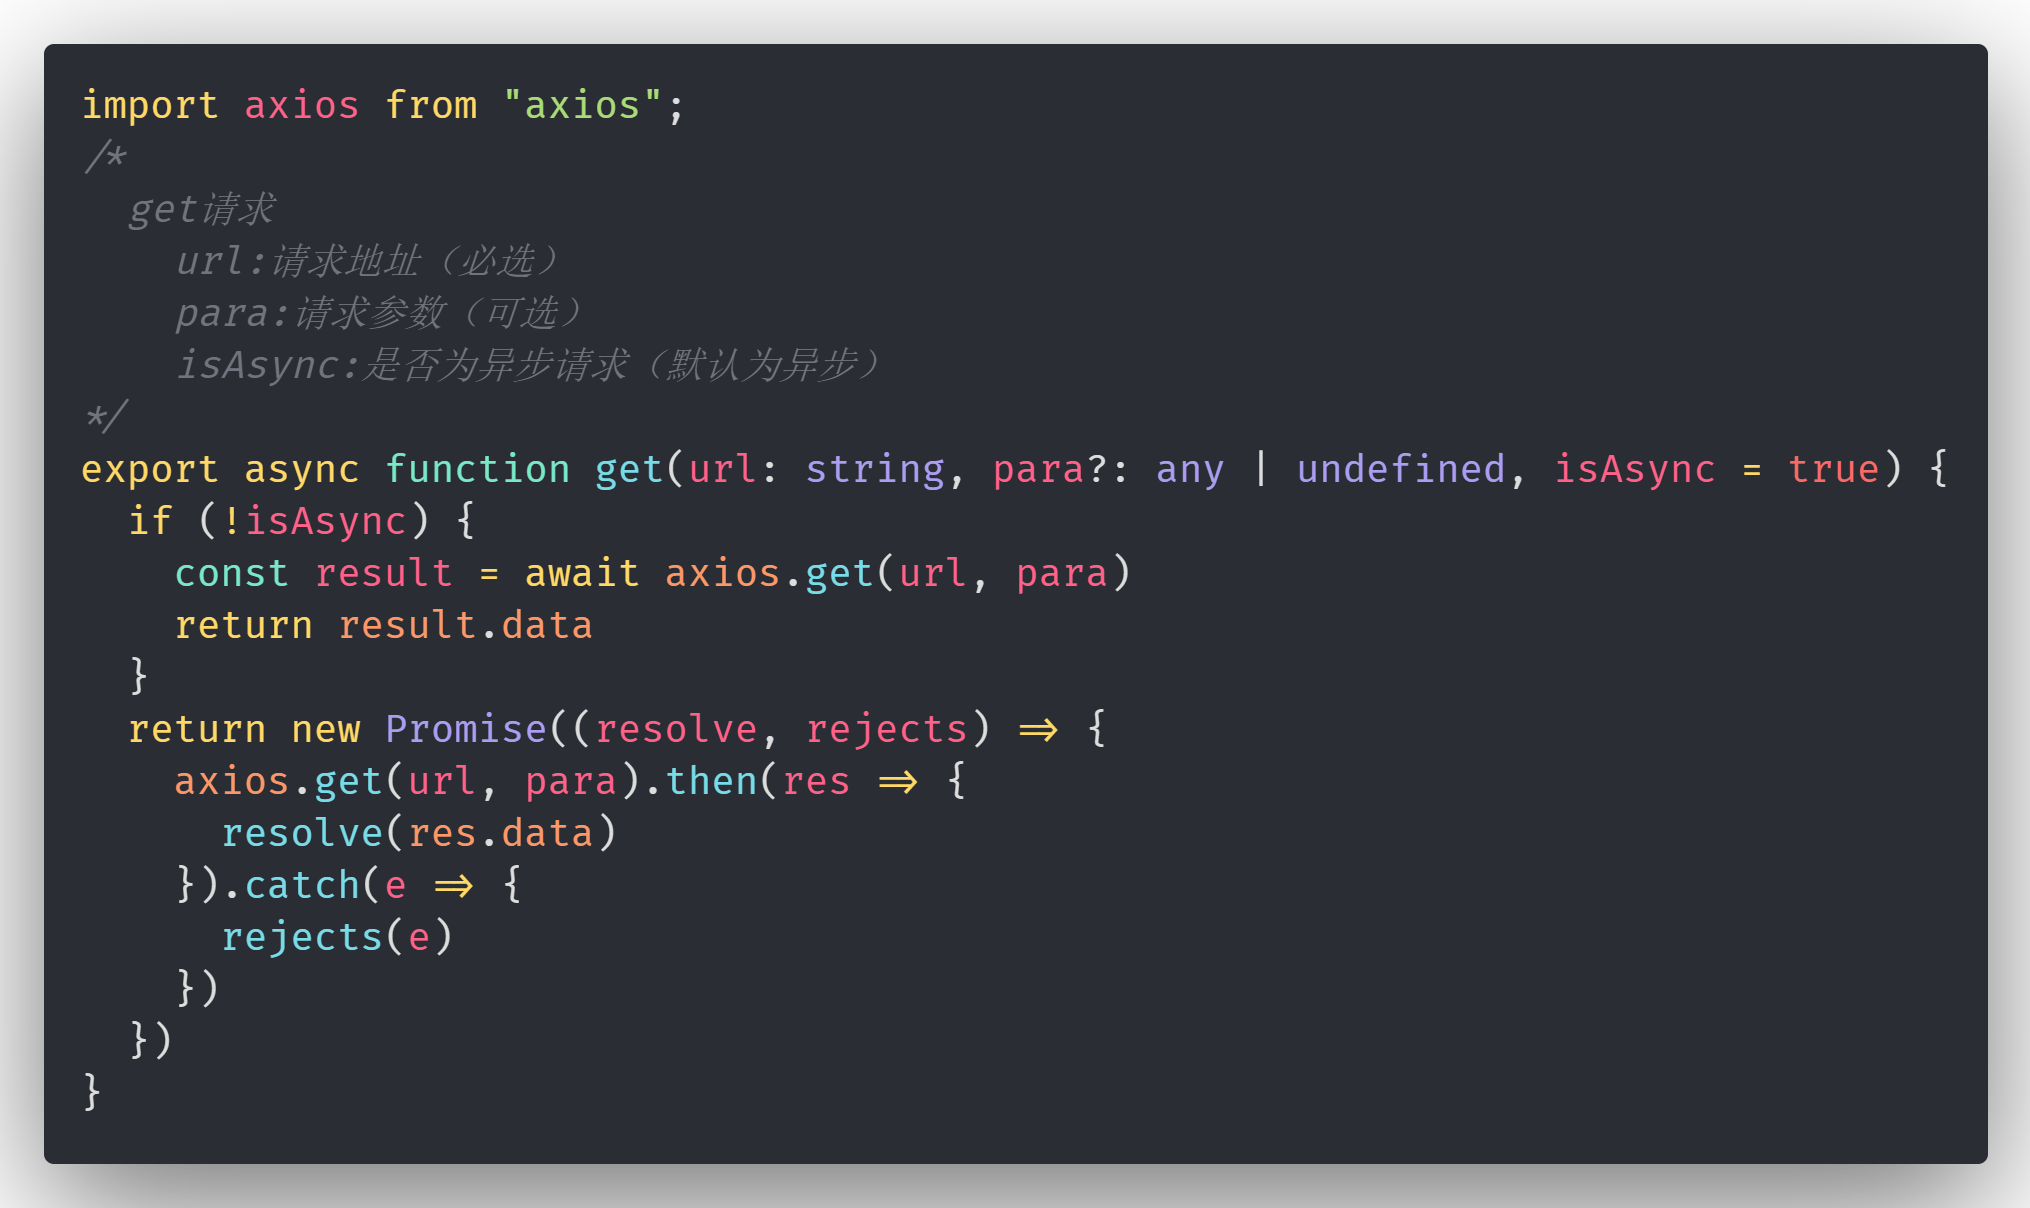 import axios from "axios";
/*
  get请求
    url:请求地址（必选）
    para:请求参数（可选）
    isAsync:是否为异步请求（默认为异步）
*/
export async function get(url: string, para?: any | undefined, isAsync = true) {
  if (!isAsync) {
    const result = await axios.get(url, para)
    return result.data
  }
  return new Promise((resolve, rejects) => {
    axios.get(url, para).then(res => {
      resolve(res.data)
    }).catch(e => {
      rejects(e)
    })
  })
}